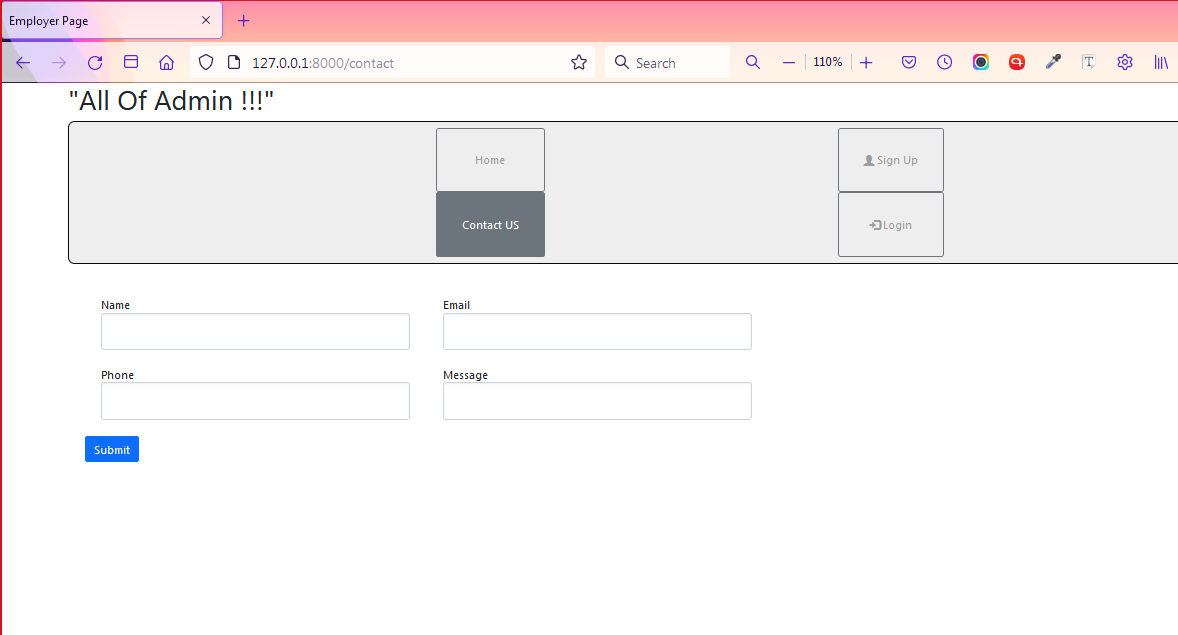 Employer Page
127.0.0.1:8000/contact
Search
110%
"All Of Admin !!!"
Home
Sign Up
Contact US
Login
Name
Email
Phone
Message
Submit